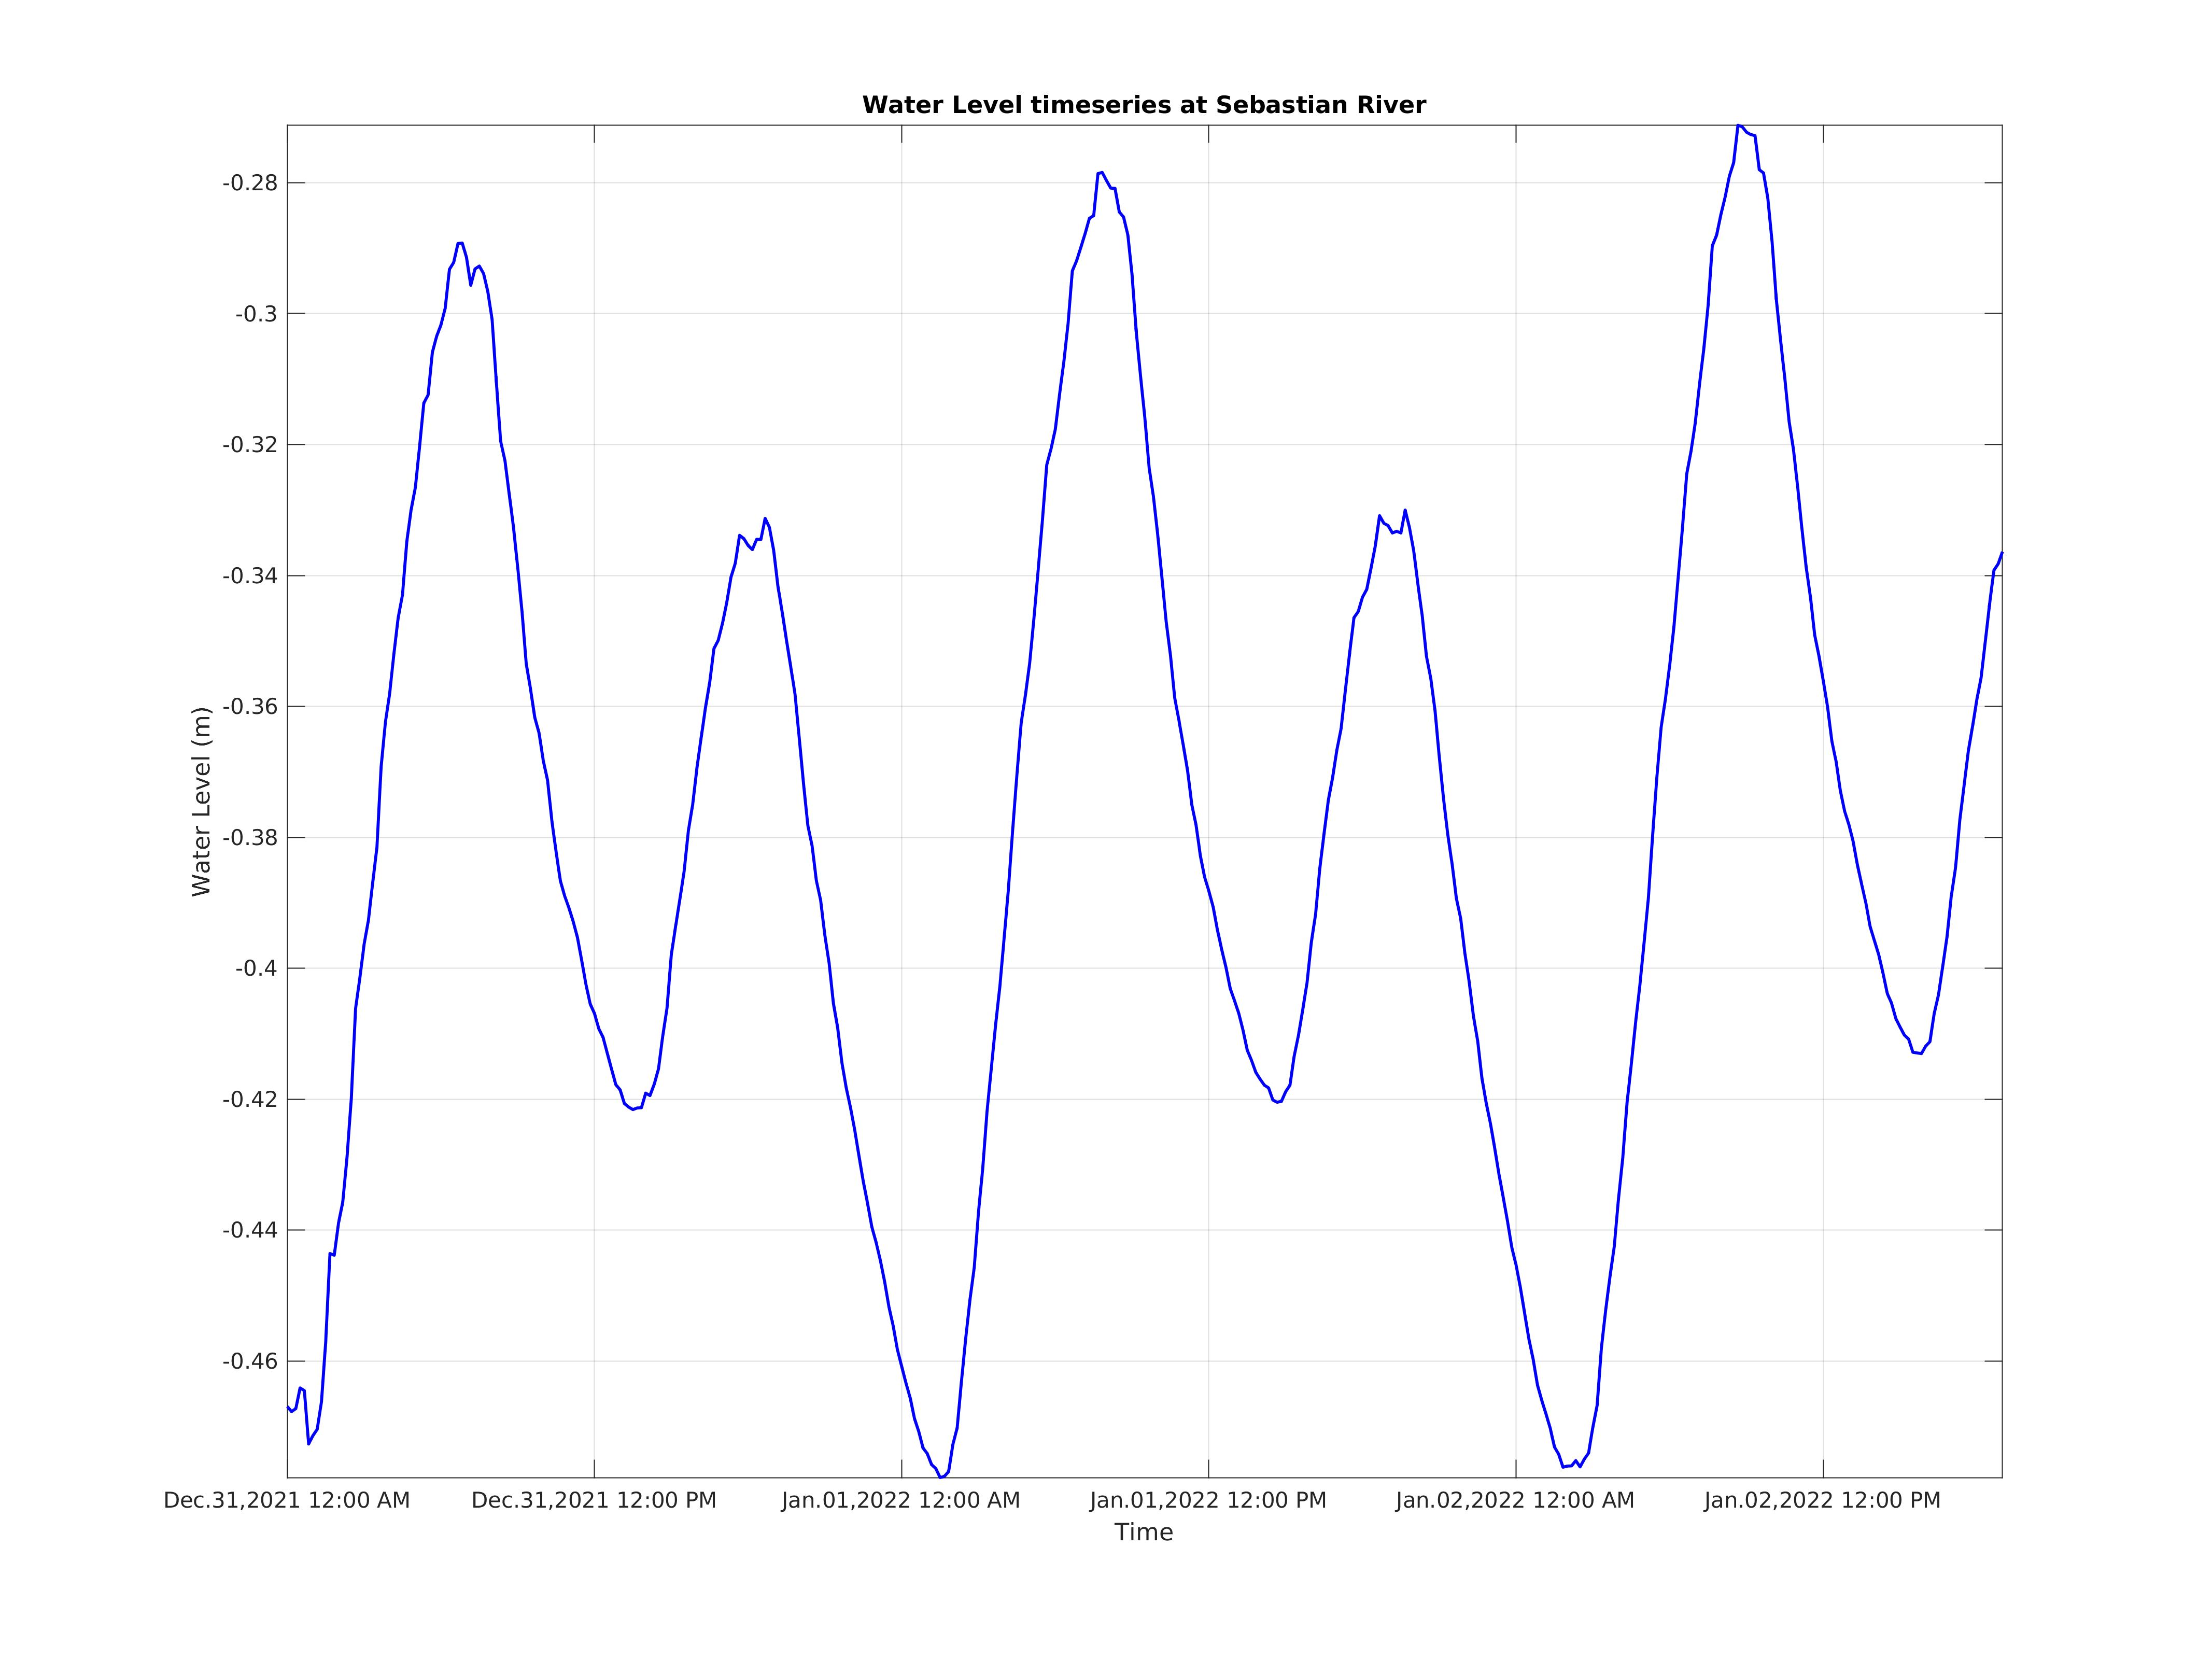 Water Level timeseries at Sebastian River
-0.28
-0.3
-0.32
-0.34
-0.36
-0.38
-0.4
-0.42
-0.44
-0.46
Water Level (m)
Dec.31,2021 12:00 AM
Dec.31,2021 12:00 PM
Jan.01,2022 12:00 AM
Jan.01,2022 12:00 PM
Jan.02,2022 12:00 AM
Jan.02,2022 12:00 PM
Time